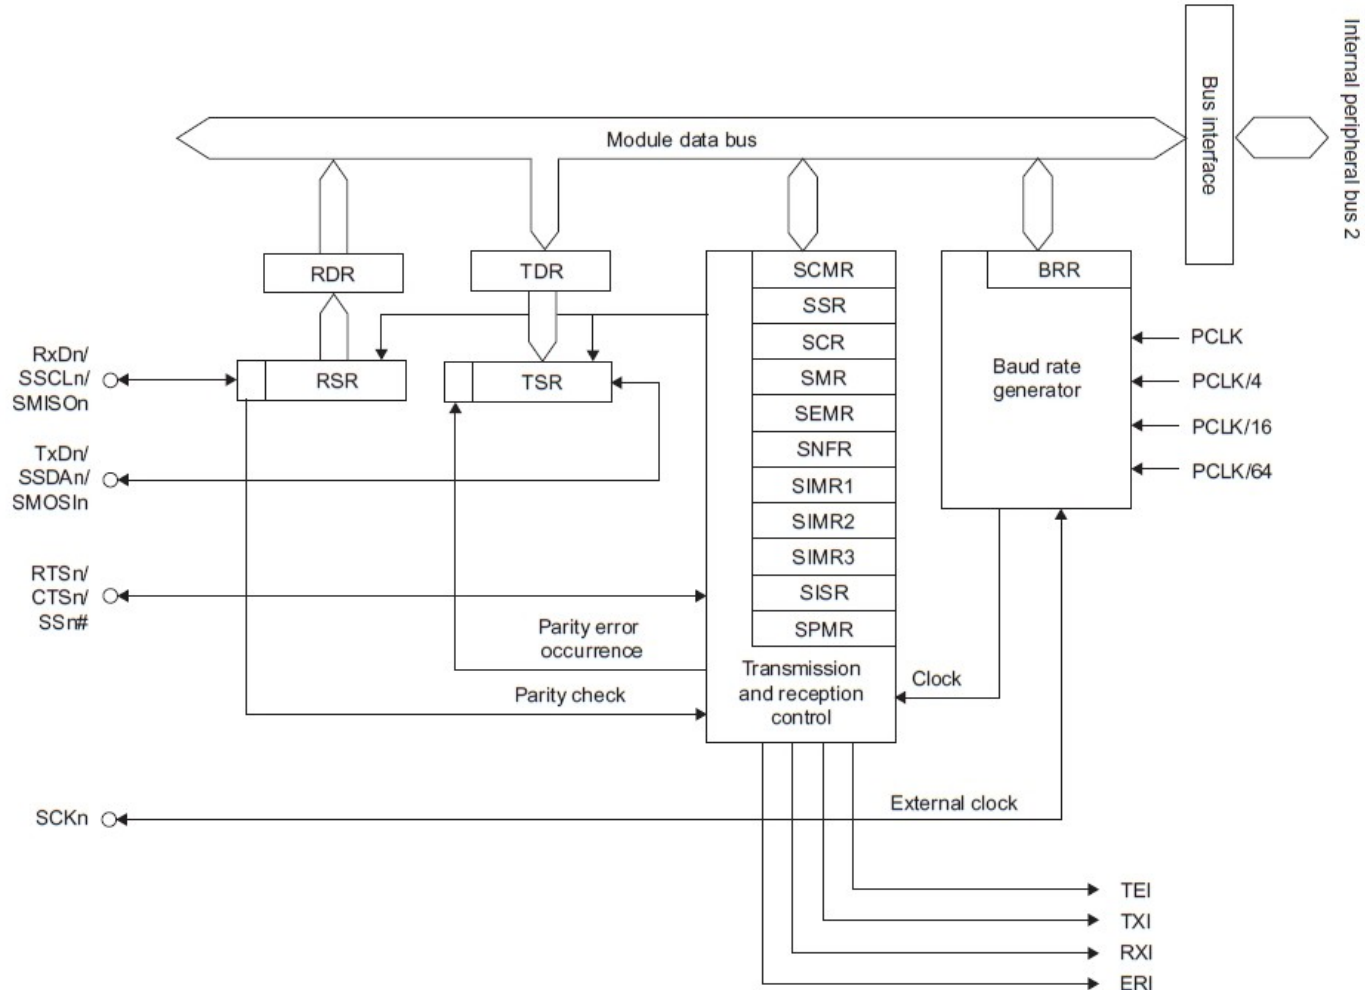 Internal peripheral bus 2
Bus interface
Module data bus
RDR
TDR
SCMR
BRR
SSR
SCR
RxDn/
SSCLn/
SMISOn
RSR
TSR
SMR
Baud rate
generator
PCLK
PCLK/4
SEMR
PCLK/16
TxDn/
SSDAn/
SMOSIn
SNFR
PCLK/64
SIMR1
SIMR2
SIMR3
RTSn/
CTSn/
SSn#
SISR
SPMR
Parity error
occurrence
Transmission
and reception
control
Clock
Parity check
SCKn
External clock
TEI
TXI
RXI
ERI